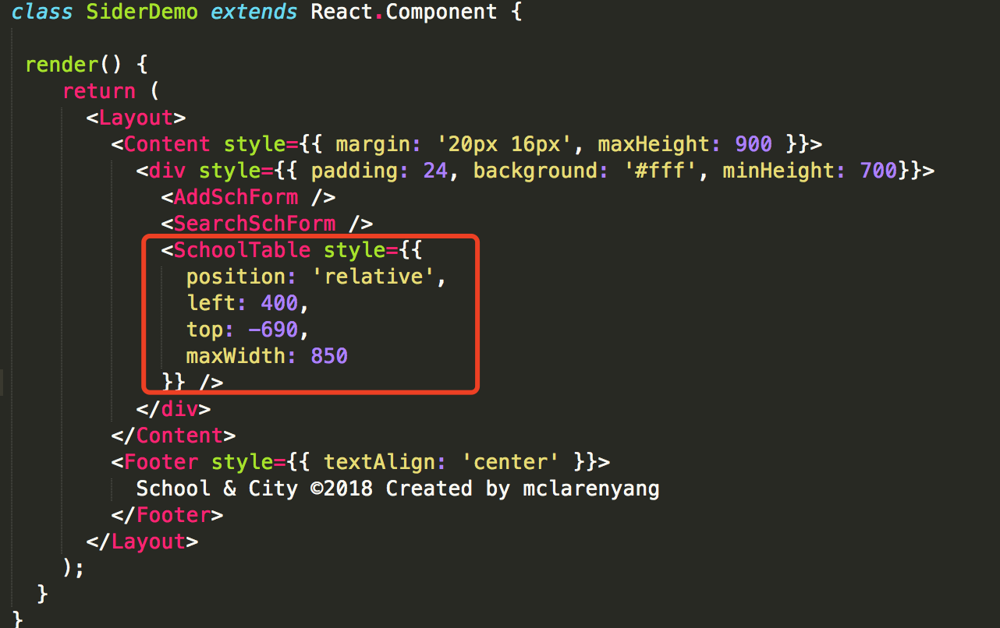 class SiderDemo extends React.Component {
render() {
return (
<Layout>
<Content style={{ margin: '20px 16px', maxHeight: 900 }}>
<div style={{ padding: 24, background: '#fff', minHeight: 700}}>
<AddSchForm />
<SearchSchForm />
<SchoolTable style={{
position: 'relative',
left: 400,
top: -690,
maxWidth: 850
}} />
</div>
</Content>
<Footer style={{ textAlign: 'center' }}>
School & City ©2018 Created by mclarenyang
</Footer>
</Layout>
);
}
}